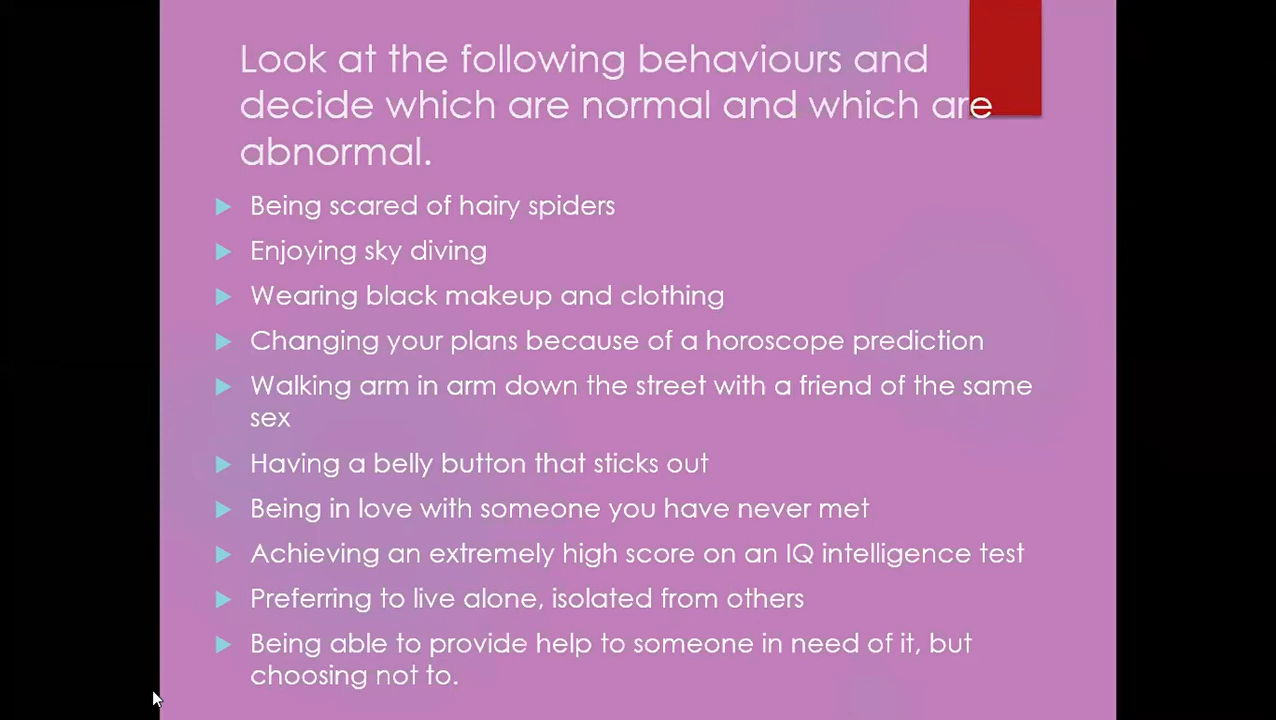 Look at the following behaviours and
decide which are normal and which are
abnormal.
Being scared of hairy spiders
Enjoying sky diving
Wearing black makeup and clothing
Changing your plans because of a horoscope prediction
Walking arm in arm down the street with a friend of the same
sex
Having a belly button that sticks out
Being in love with someone you have never met
Achieving an extremely high score on an IQ intelligence test
Preferring to live alone, isolated from others
Being able to provide help to someone in need of it, but
choosing not to.